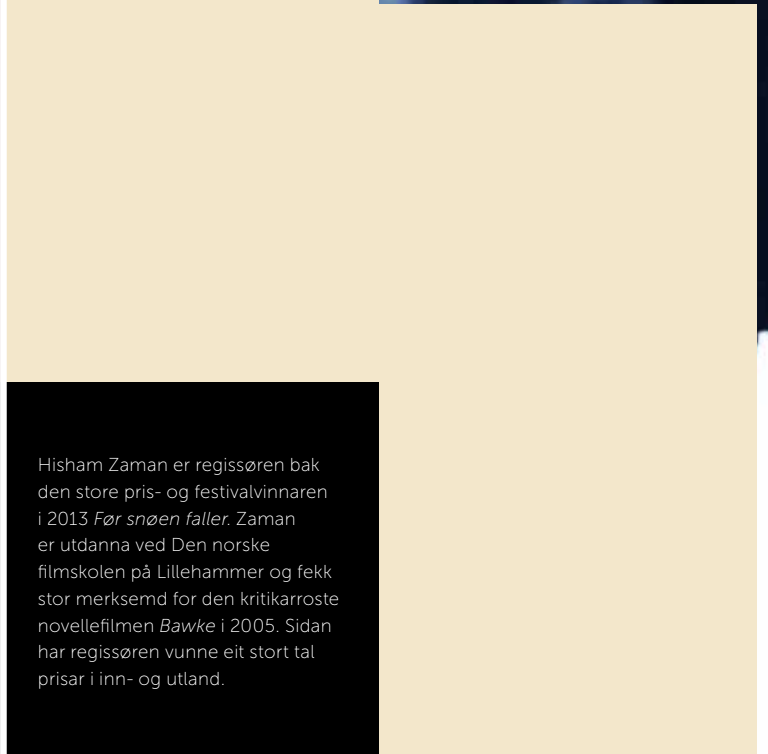 Hisham Zaman er regissøren bak
den store pris- og festivalvinnaren
i 2013 Før snøen faller. Zaman
er utdanna ved Den norske
filmskolen på Lillehammer og fekk
stor merksemd for den kritikarroste
novellefilmen Bawke i 2005. Sidan
har regissøren vunne eit stort tal
prisar i inn- og utland.